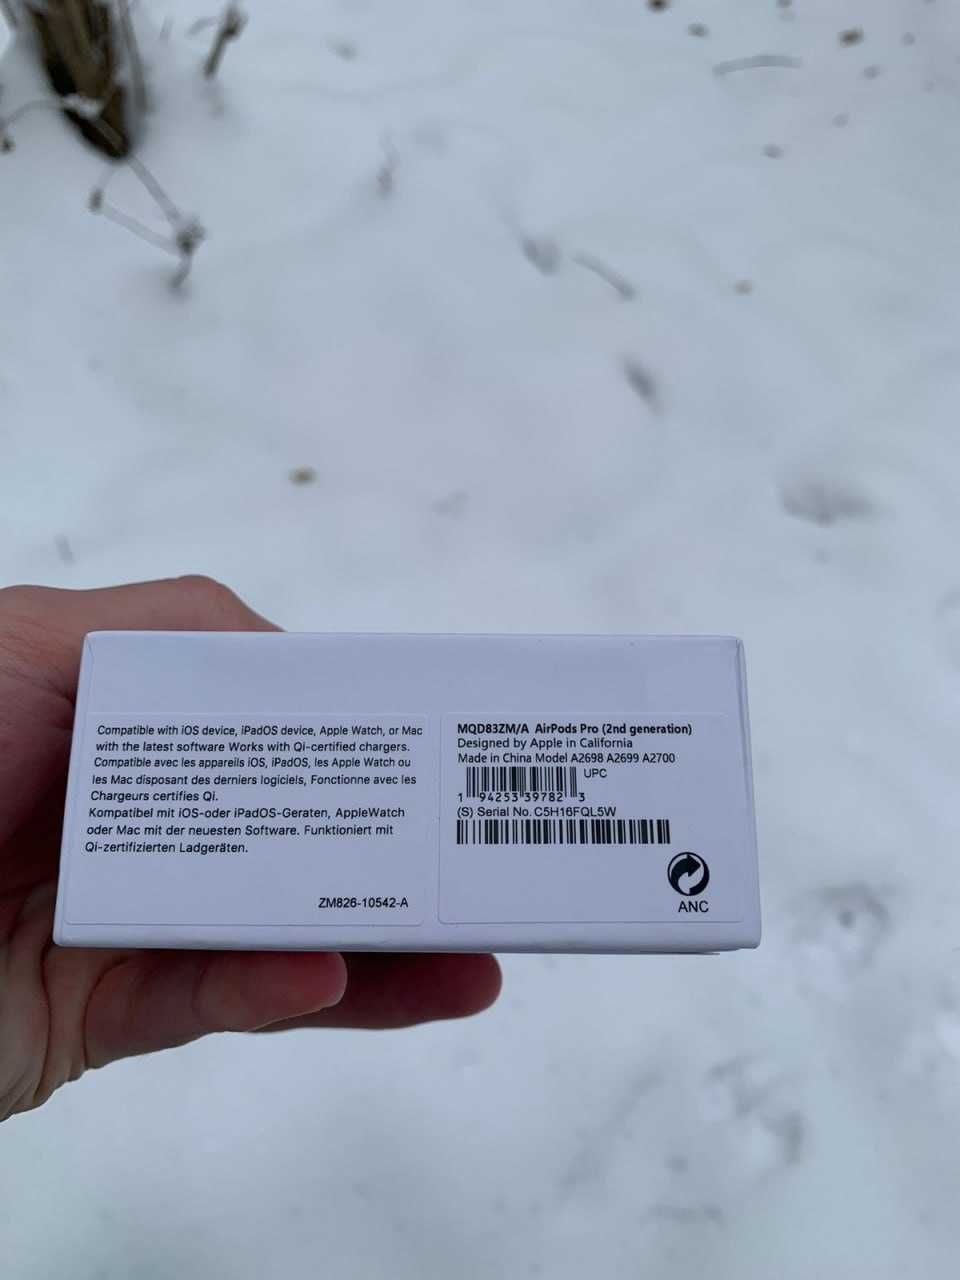 Compatible with iOS device, iPadOS device, Apple Watch, or Mac
with the latest software Works with Qi-certified chargers.
Compatible avec les appareils iOS, iPadOS, les Apple Watch ou
les Mac disposant des derniers logiciels, Fonctionne avec les
Chargeurs certifies Qi.
Kompatibel mit iOS-oder iPadOS-Geraten, AppleWatch
oder Mac mit der neuesten Software. Funktioniert mit
Qi-zertifizierten Ladgeräten.
ZM826-10542-A
MQD83ZM/A AirPods Pro (2nd generation)
Designed by Apple in California
Made in China Model A2698 A2699 A2700
UPC
1 94253 39782 3
(S) Serial No. C5H16FQL5W
ANC